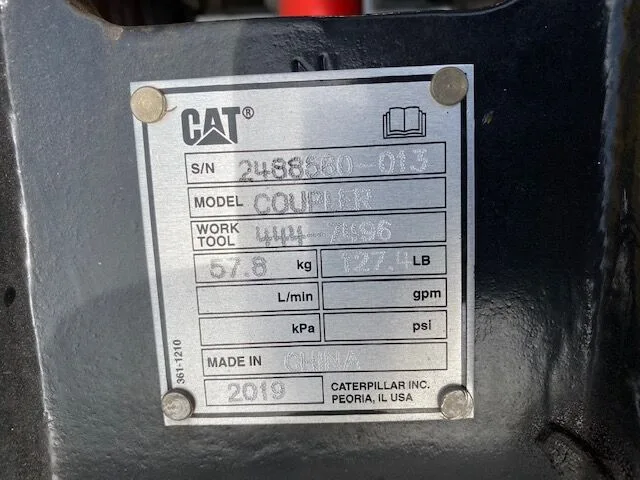 CAT®
S/N 2488560-013
MODEL COUPLER
WORK TOOL 444-7496
57.8 kg 127.4 LB
L/min gpm
kPa psi
MADE IN CHINA
2019 CATERPILLAR INC.
PEORIA, IL USA
361-1210